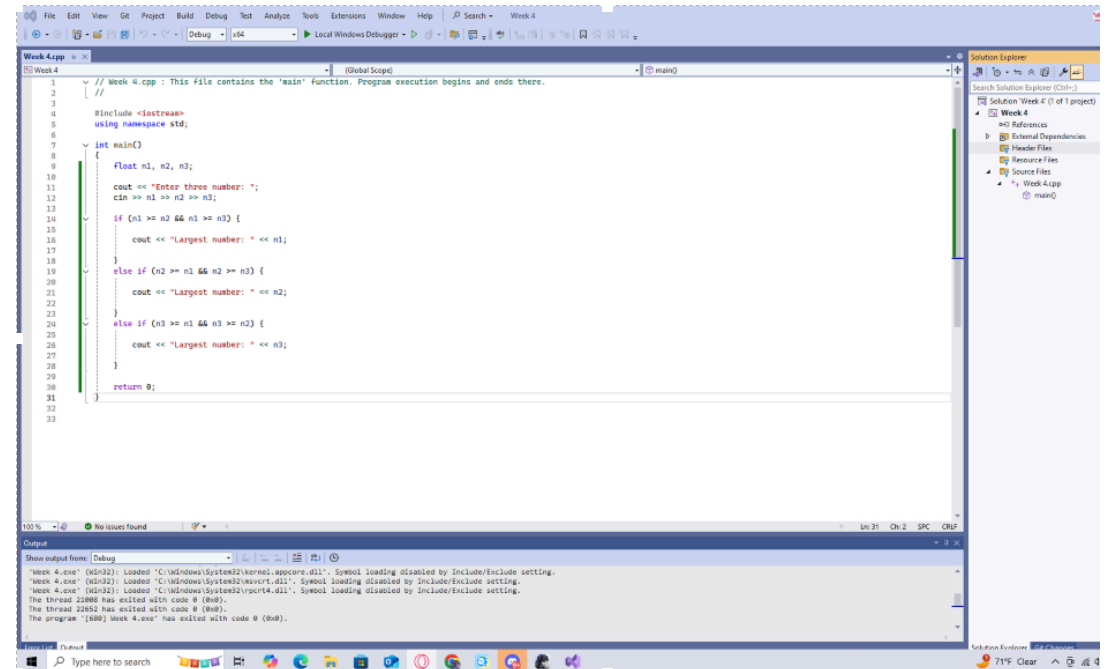 File Edit View Git Project Build Debug Test Analyze Tools Extensions Window Help Search Week 4
Debug x64 Local Windows Debugger
Week 4.cpp
Week 4 (Global Scope) main()
1 // Week 4.cpp : This file contains the 'main' function. Program execution begins and ends there.
2 //
3
4 #include <iostream>
5 using namespace std;
6
7 int main()
8 {
9 float n1, n2, n3;
10
11 cout << "Enter three number: ";
12 cin >> n1 >> n2 >> n3;
13
14 if (n1 >= n2 && n1 >= n3) {
15
16 cout << "Largest number: " << n1;
17
18 }
19 else if (n2 >= n1 && n2 >= n3) {
20
21 cout << "Largest number: " << n2;
22
23 }
24 else if (n3 >= n1 && n3 >= n2) {
25
26 cout << "Largest number: " << n3;
27
28 }
29
30 return 0;
31 }
32
33
100 % No issues found Ln: 31 Ch: 2 SPC CRLF
Output
Show output from: Debug
'Week 4.exe' (Win32): Loaded 'C:\Windows\System32\kernel.appcore.dll'. Symbol loading disabled by Include/Exclude setting.
'Week 4.exe' (Win32): Loaded 'C:\Windows\System32\msvcrt.dll'. Symbol loading disabled by Include/Exclude setting.
'Week 4.exe' (Win32): Loaded 'C:\Windows\System32\rpcrt4.dll'. Symbol loading disabled by Include/Exclude setting.
The thread 21008 has exited with code 0 (0x0).
The thread 22652 has exited with code 0 (0x0).
The program '[680] Week 4.exe' has exited with code 0 (0x0).
Error List Output
Solution Explorer
Search Solution Explorer (Ctrl+;)
Solution 'Week 4' (1 of 1 project)
Week 4
References
External Dependencies
Header Files
Resource Files
Source Files
Week 4.cpp
main()
Solution Explorer Git Changes
Type here to search
71°F Clear